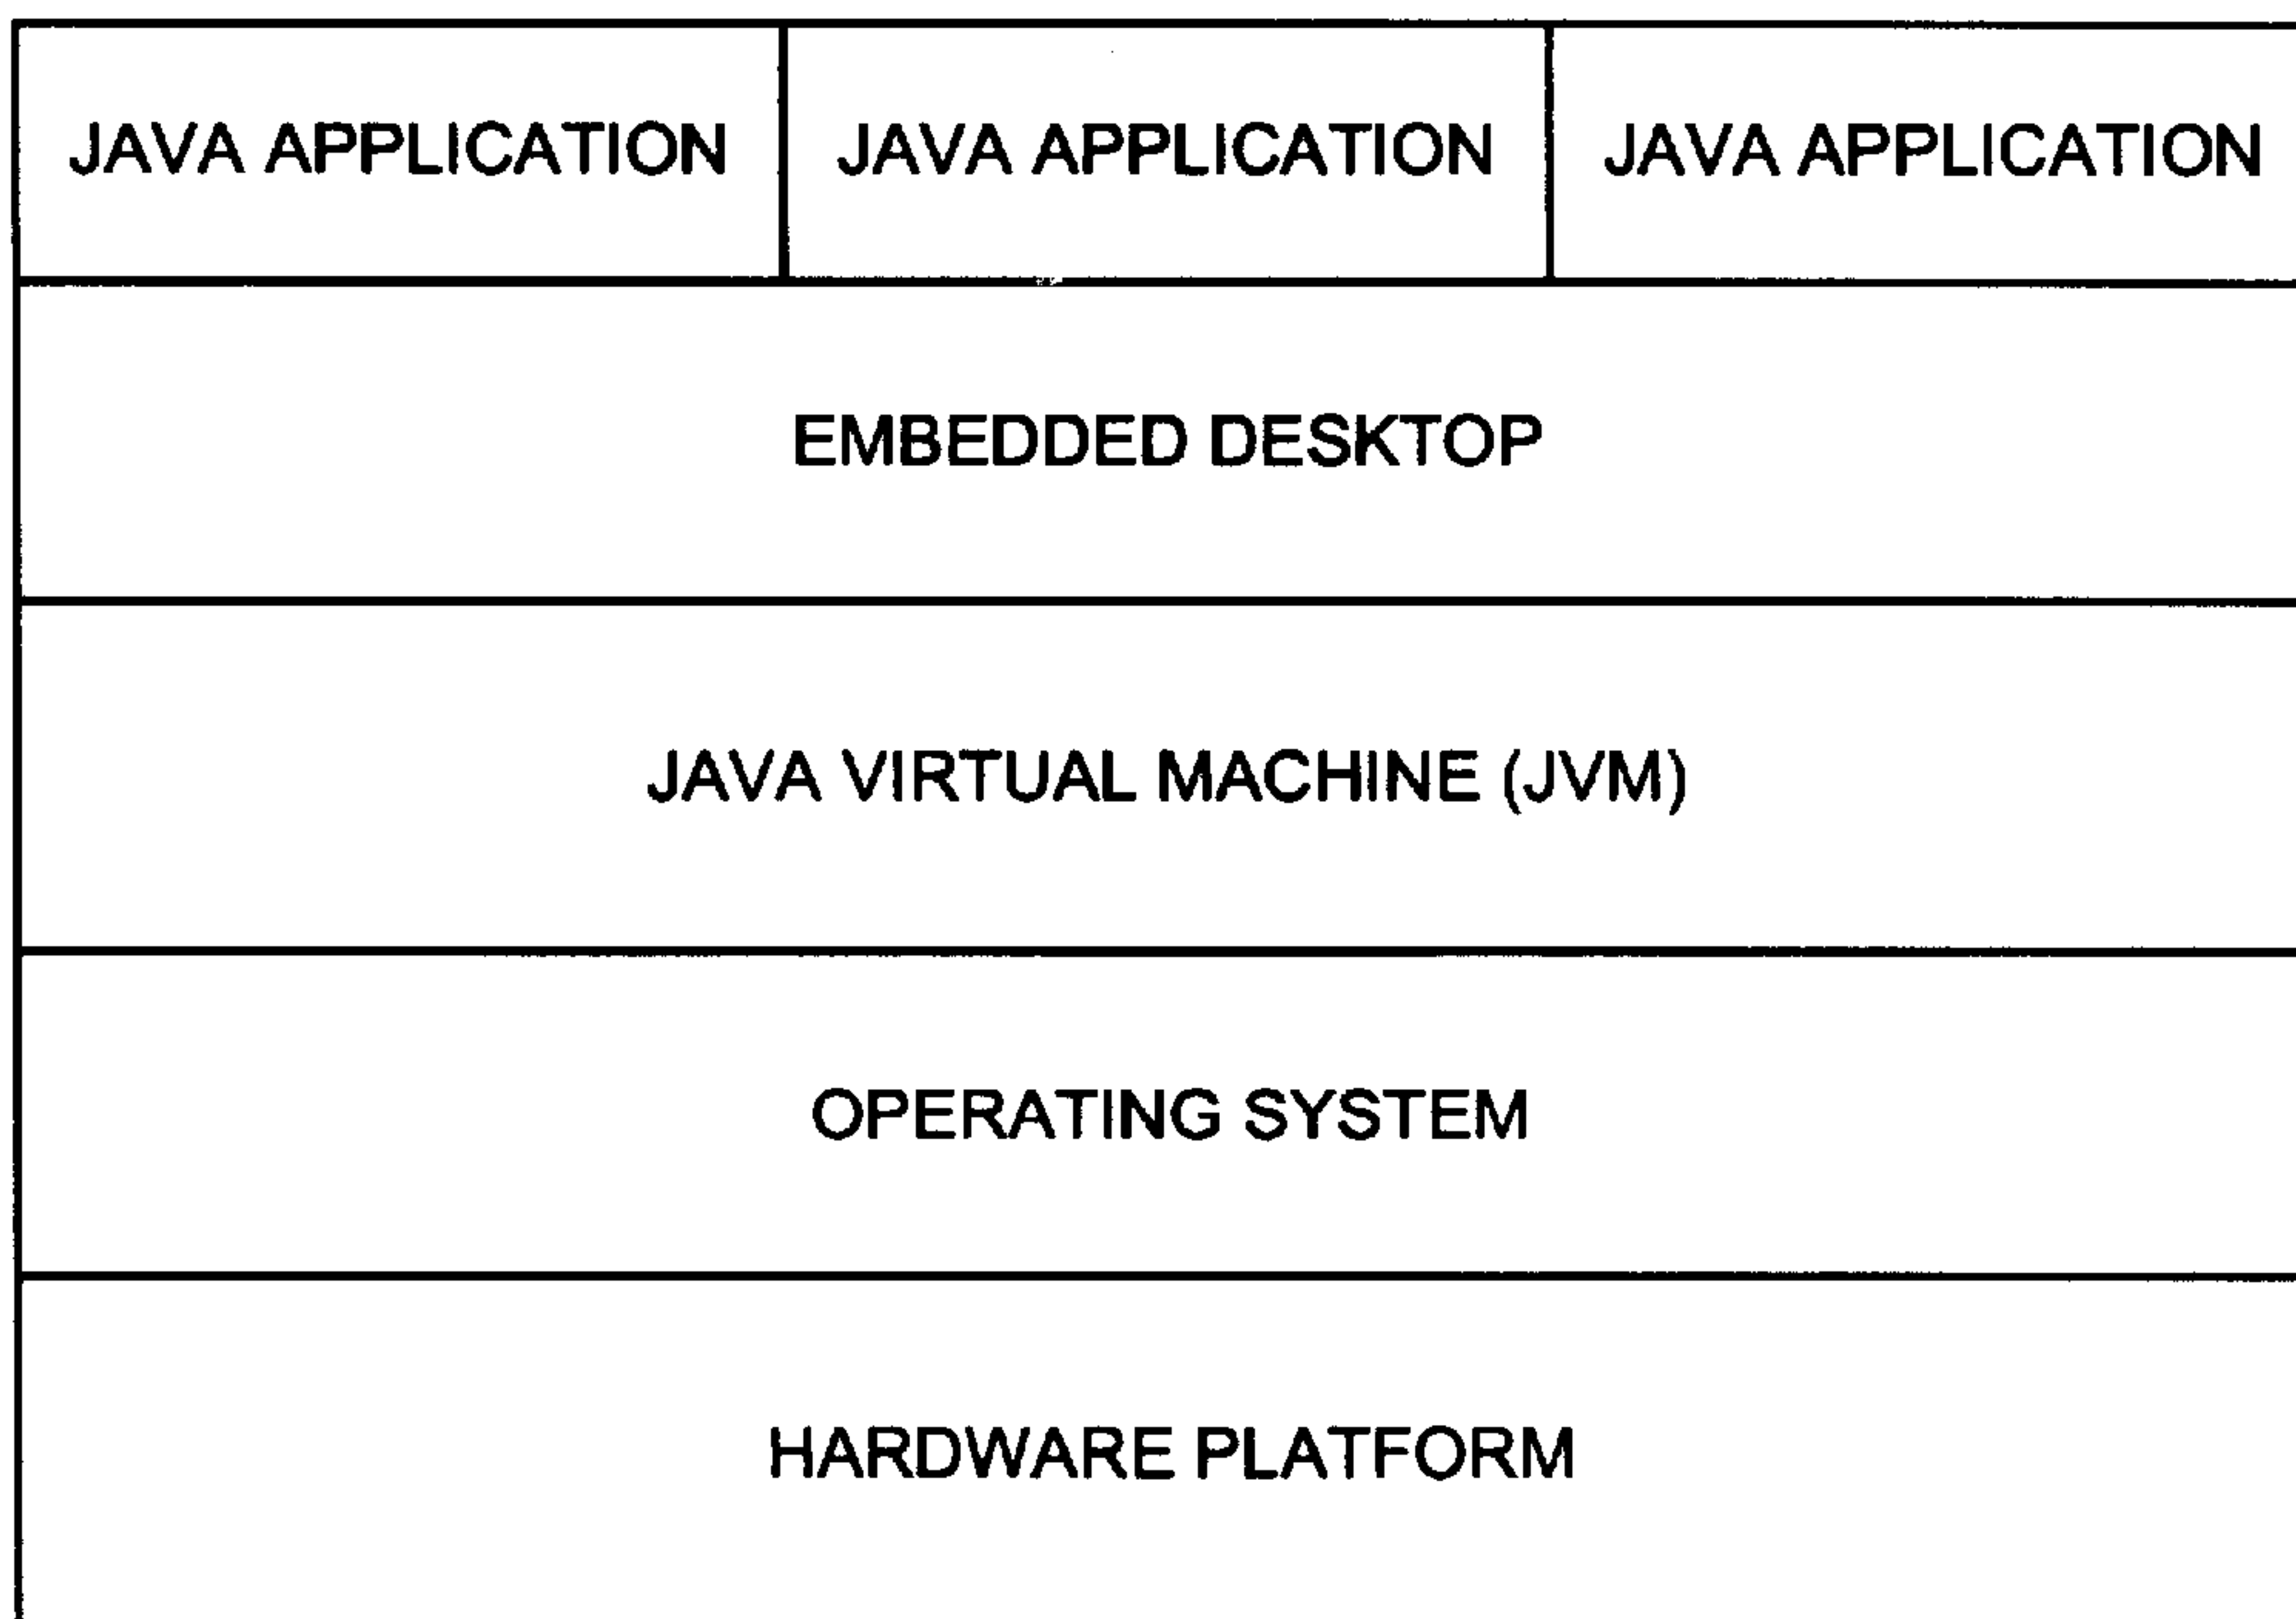 JAVA APPLICATION JAVA APPLICATION JAVA APPLICATION
EMBEDDED DESKTOP
JAVA VIRTUAL MACHINE (JVM)
OPERATING SYSTEM
HARDWARE PLATFORM